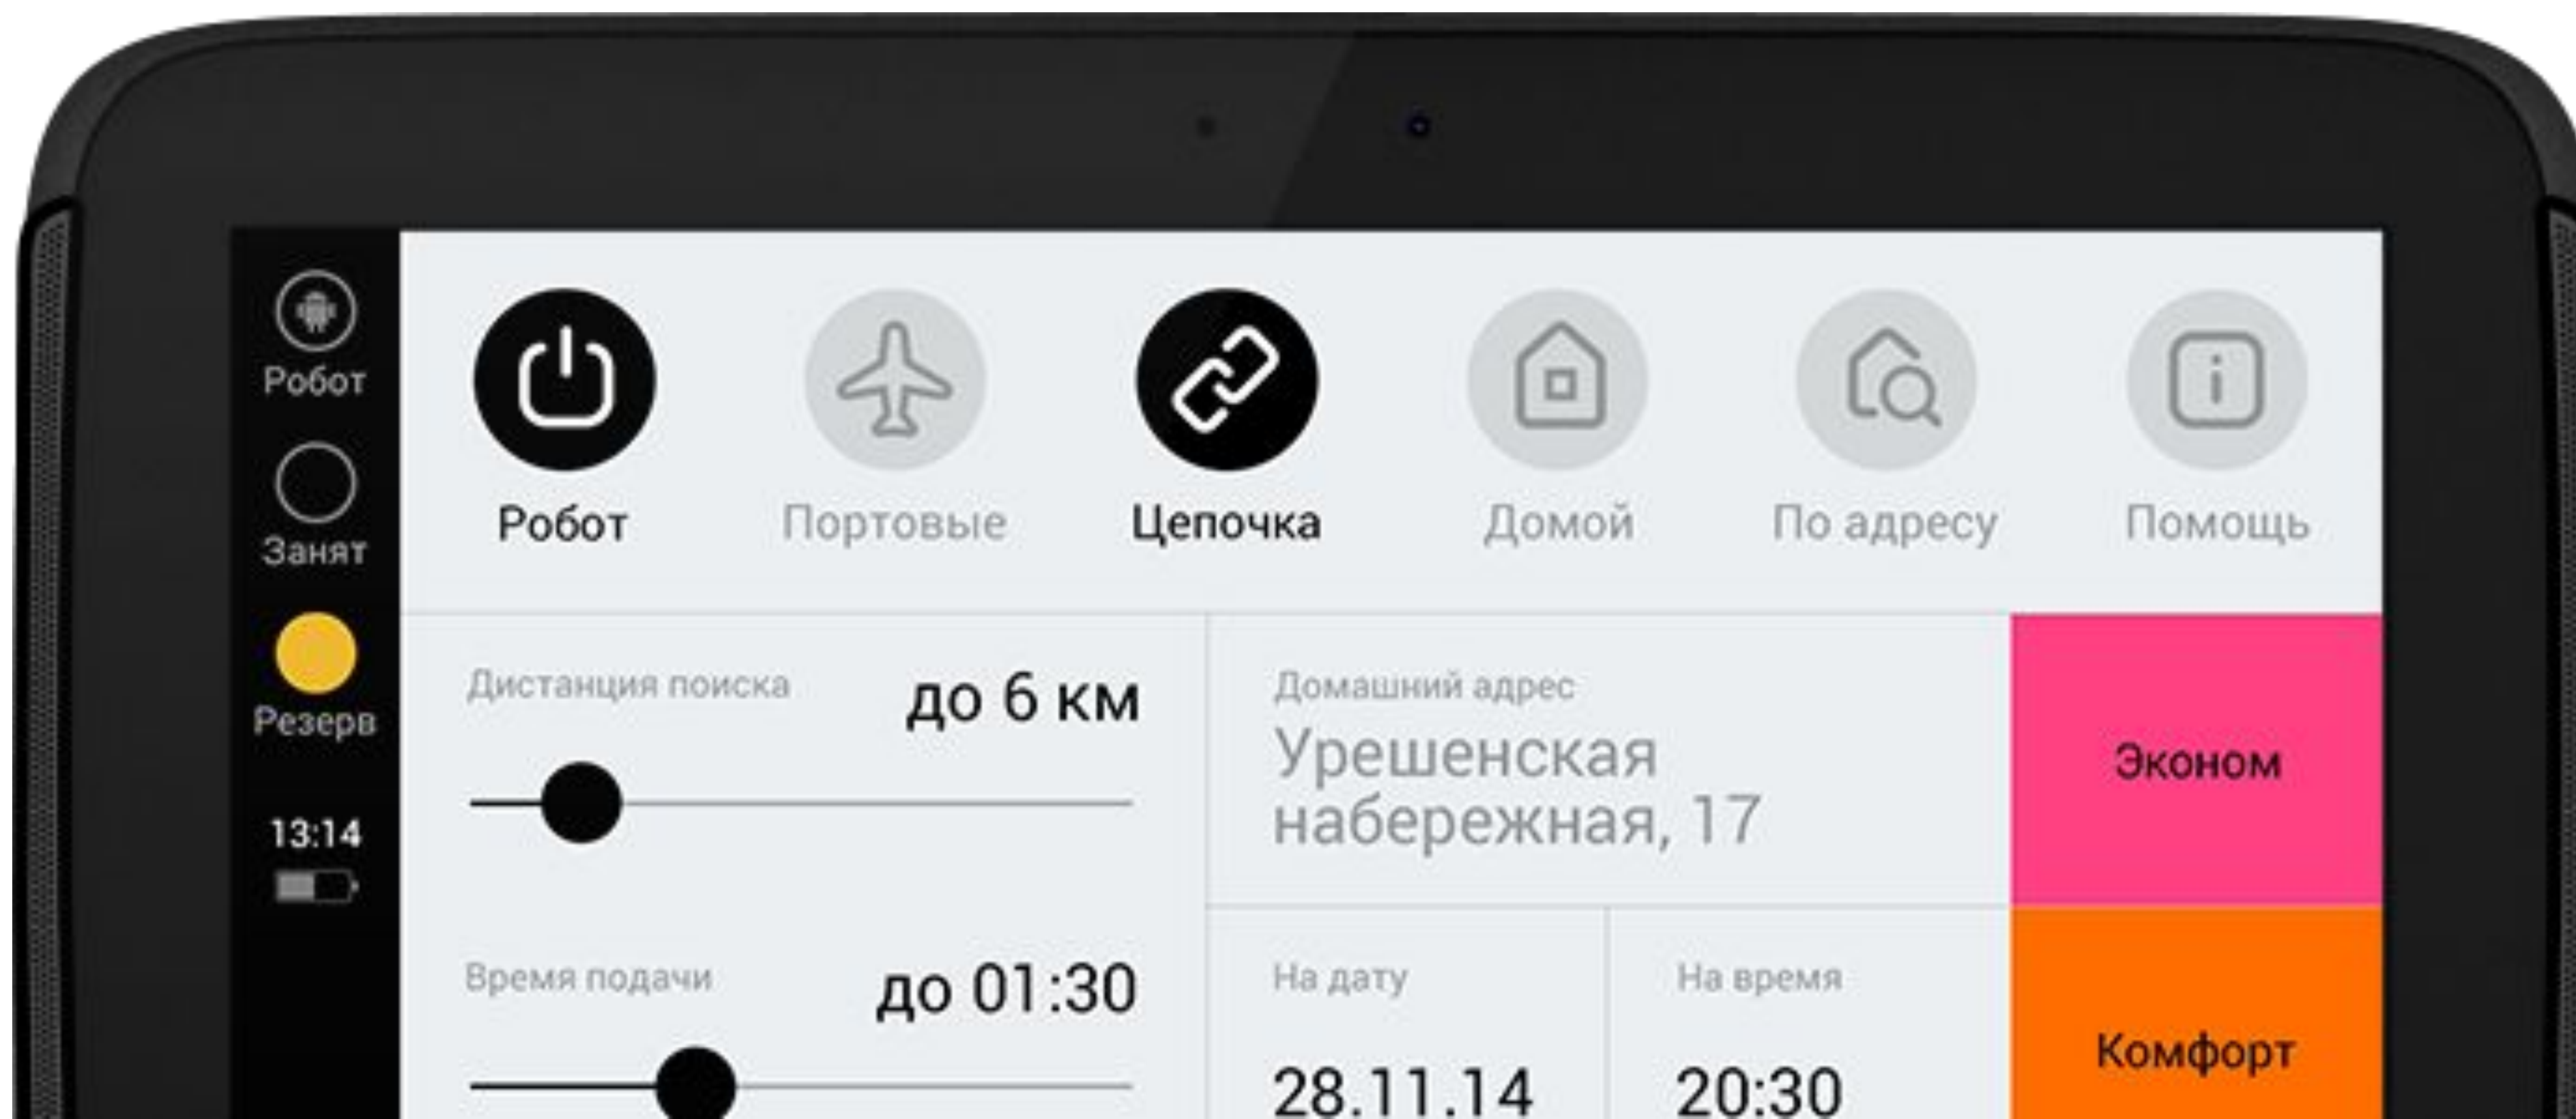 Робот
Занят
Резерв
13:14
Робот
Портовые
Цепочка
Домой
По адресу
Помощь
Дистанция поиска
до 6 км
Домашний адрес
Урешенская
набережная, 17
Эконом
Время подачи
до 01:30
На дату
28.11.14
На время
20:30
Комфорт